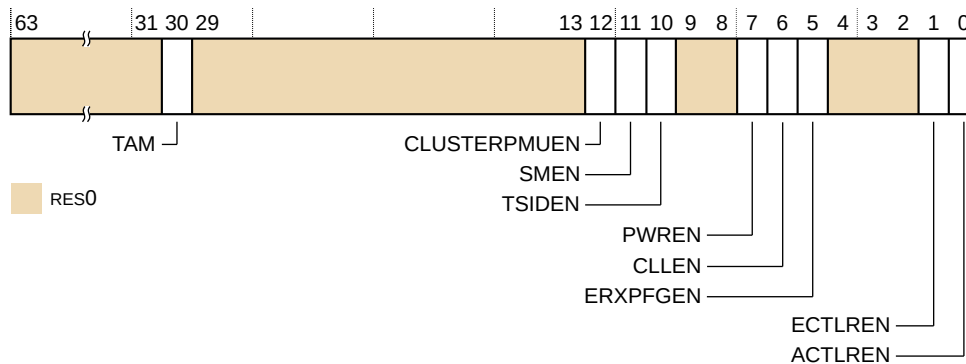 63 31 30 29 13 12 11 10 9 8 7 6 5 4 3 2 1 0
TAM
CLUSTERPMUEN
SMEN
RES0
TSIDEN
PWREN
CLLEN
ERXPFGEN
ECTLREN
ACTLREN